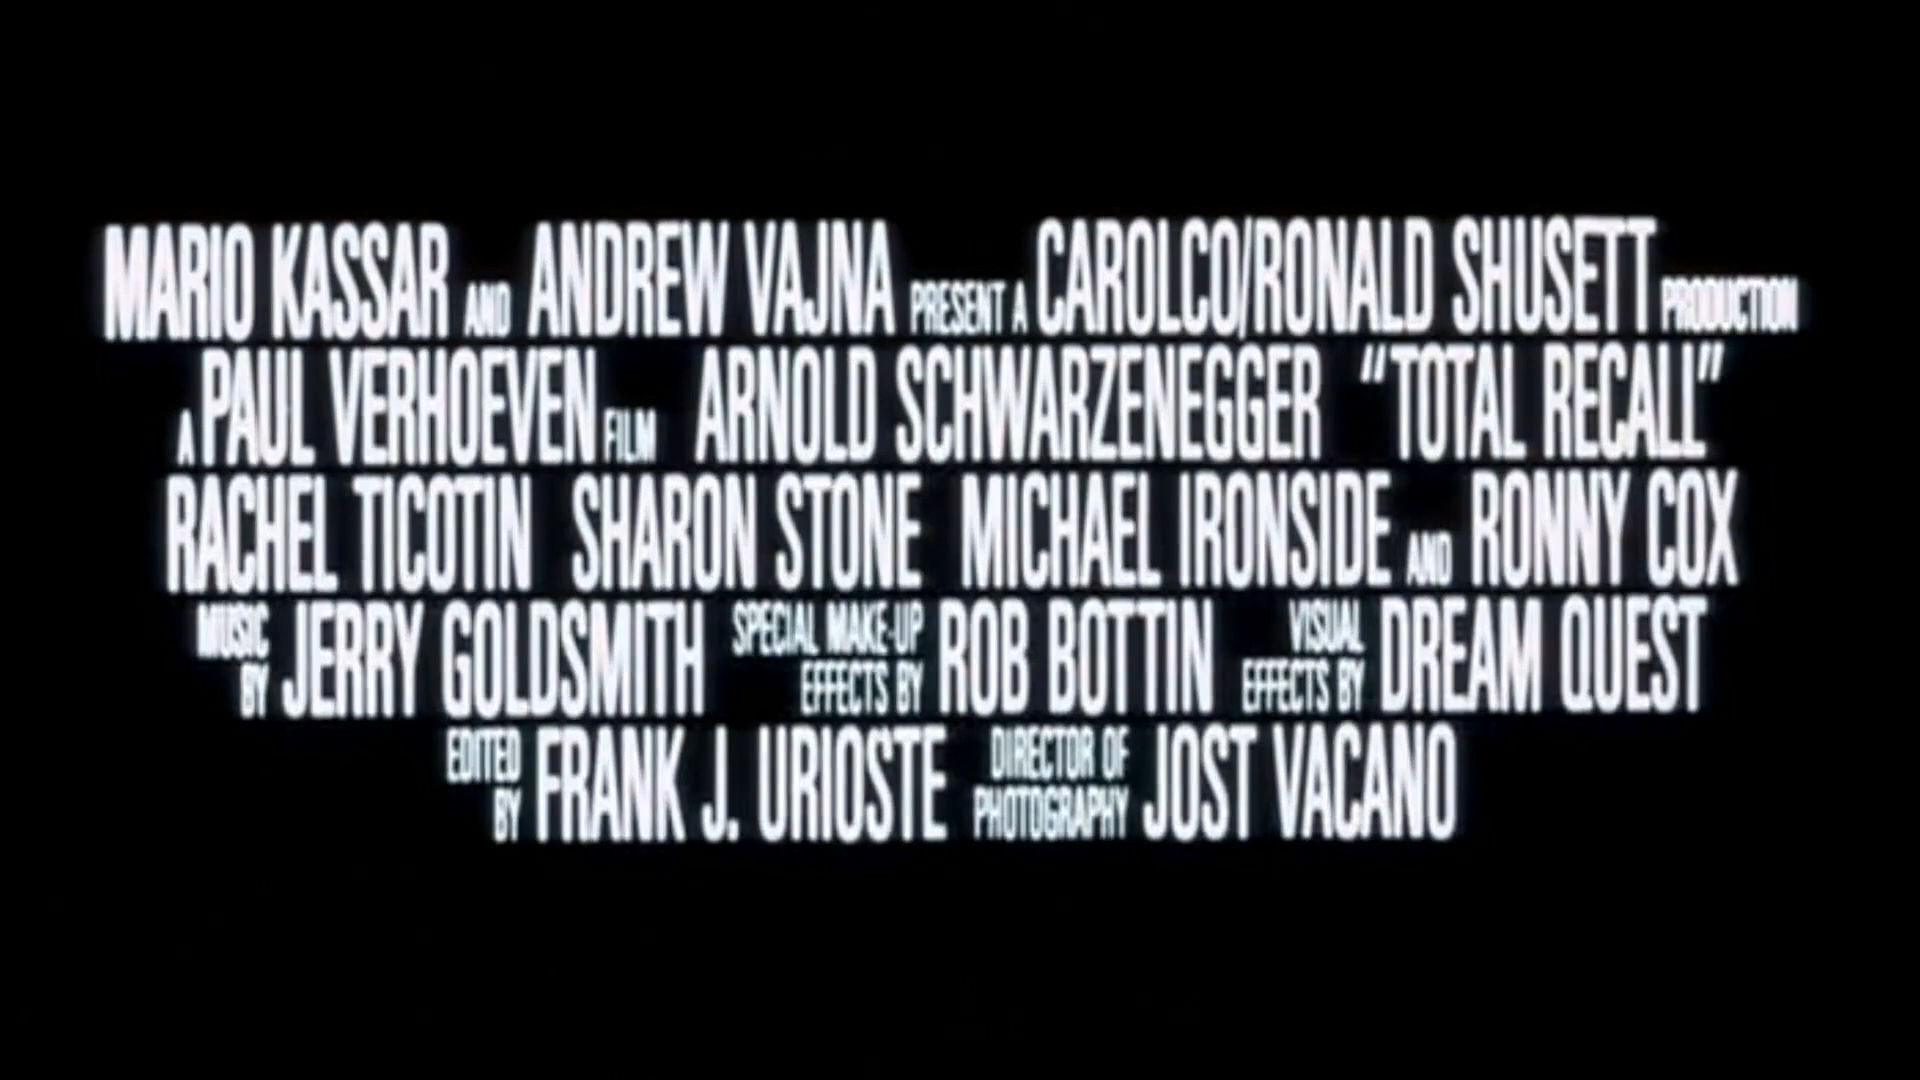 MARIO KASSAR AND ANDREW VAJNA PRESENT A CAROLCO/RONALD SHUSETT PRODUCTION
A PAUL VERHOEVEN FILM ARNOLD SCHWARZENEGGER “TOTAL RECALL”
RACHEL TICOTIN SHARON STONE MICHAEL IRONSIDE AND RONNY COX
MUSIC BY JERRY GOLDSMITH SPECIAL MAKE-UP EFFECTS BY ROB BOTTIN VISUAL EFFECTS BY DREAM QUEST
EDITED BY FRANK J. URIOSTE DIRECTOR OF PHOTOGRAPHY JOST VACANO